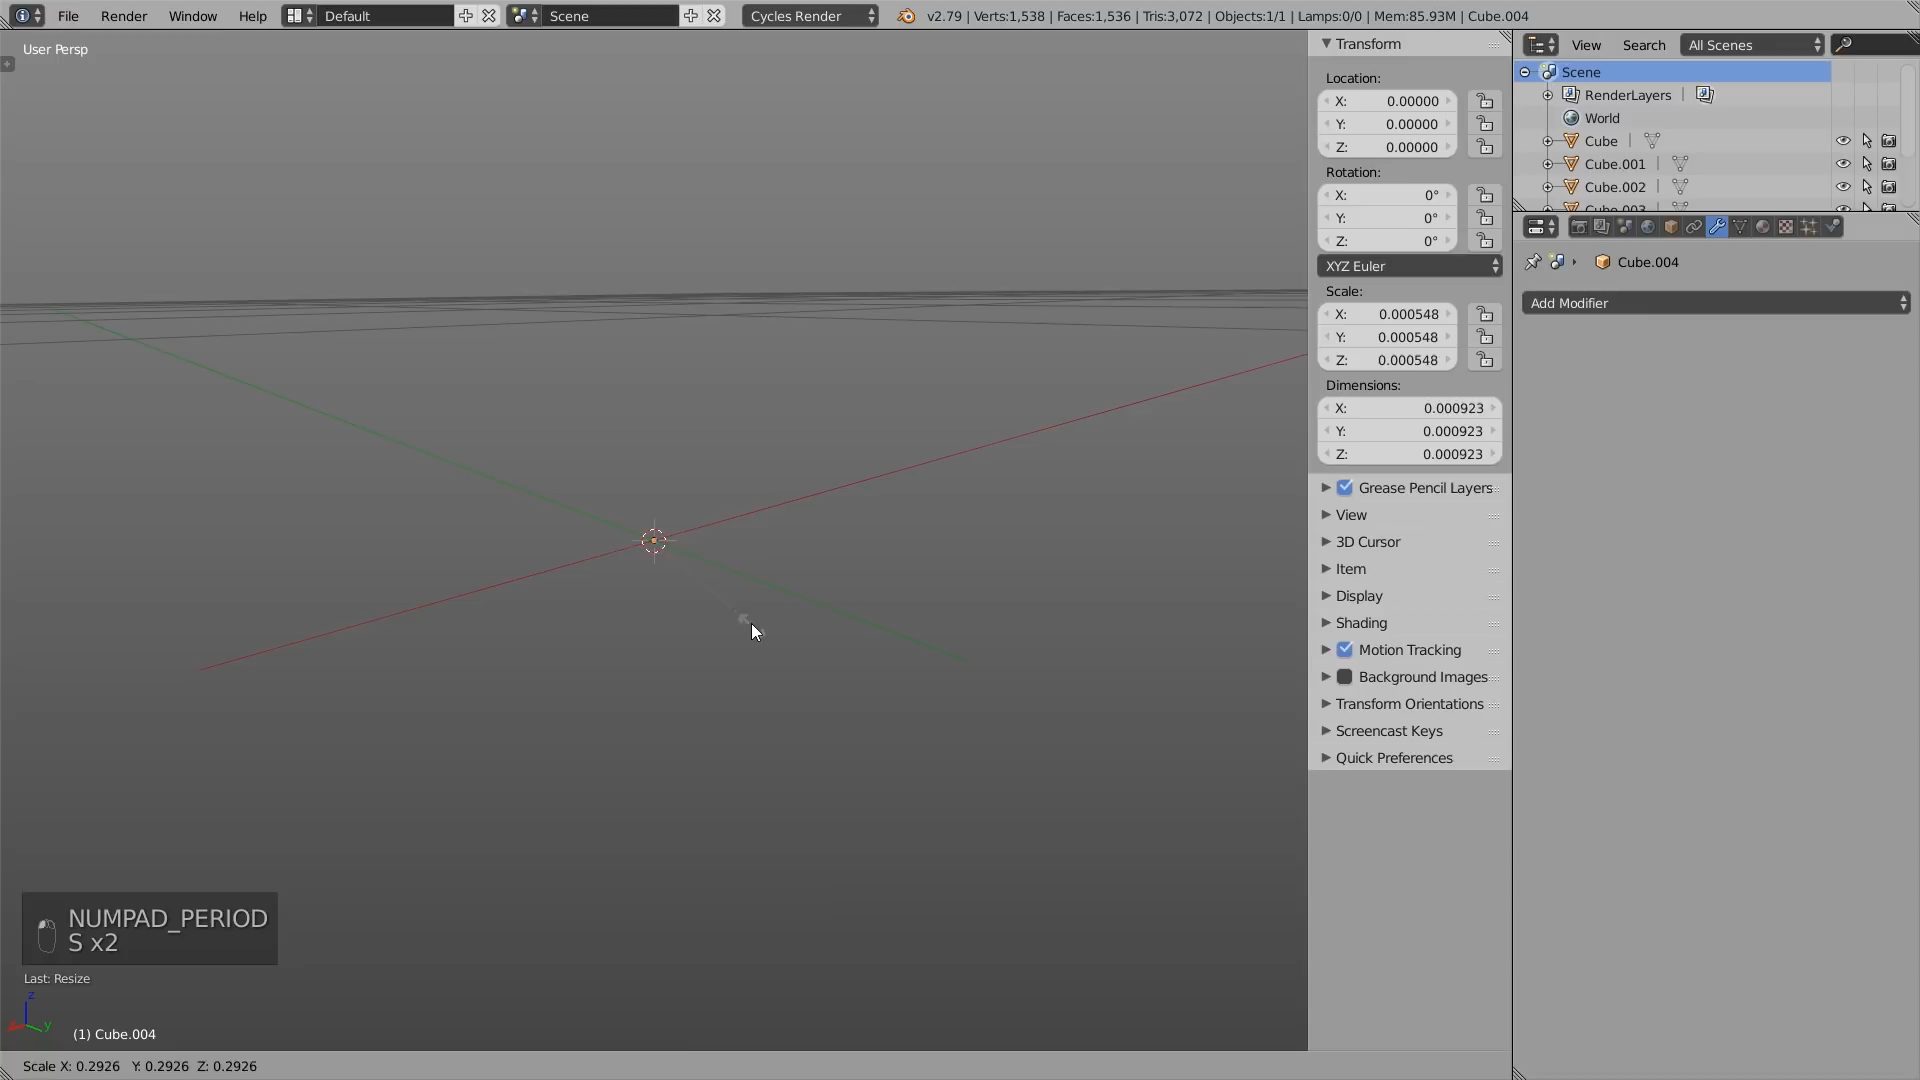 File Render Window Help Default Scene Cycles Render v2.79 | Verts:1,538 | Faces:1,536 | Tris:3,072 | Objects:1/1 | Lamps:0/0 | Mem:85.93M | Cube.004
User Persp
Transform
Location:
X: 0.00000
Y: 0.00000
Z: 0.00000
Rotation:
X: 0°
Y: 0°
Z: 0°
XYZ Euler
Scale:
X: 0.000548
Y: 0.000548
Z: 0.000548
Dimensions:
X: 0.000923
Y: 0.000923
Z: 0.000923
Grease Pencil Layers
View
3D Cursor
Item
Display
Shading
Motion Tracking
Background Images
Transform Orientations
Screencast Keys
Quick Preferences
View Search All Scenes
Scene
RenderLayers |
World
Cube |
Cube.001 |
Cube.002 |
Cube.003 |
Cube.004
Add Modifier
NUMPAD_PERIOD
S x2
Last: Resize
z
y
(1) Cube.004
Scale X: 0.2926 Y: 0.2926 Z: 0.2926